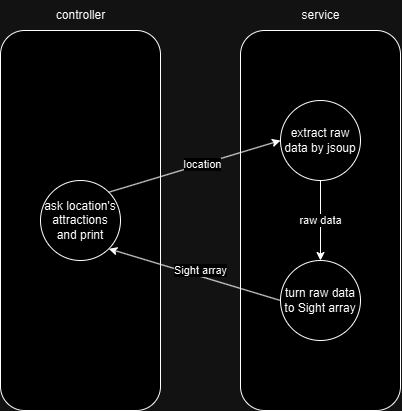 controller
service
extract raw
data by jsoup
location
ask location's
attractions
and print
raw data
Sight array
turn raw data
to Sight array